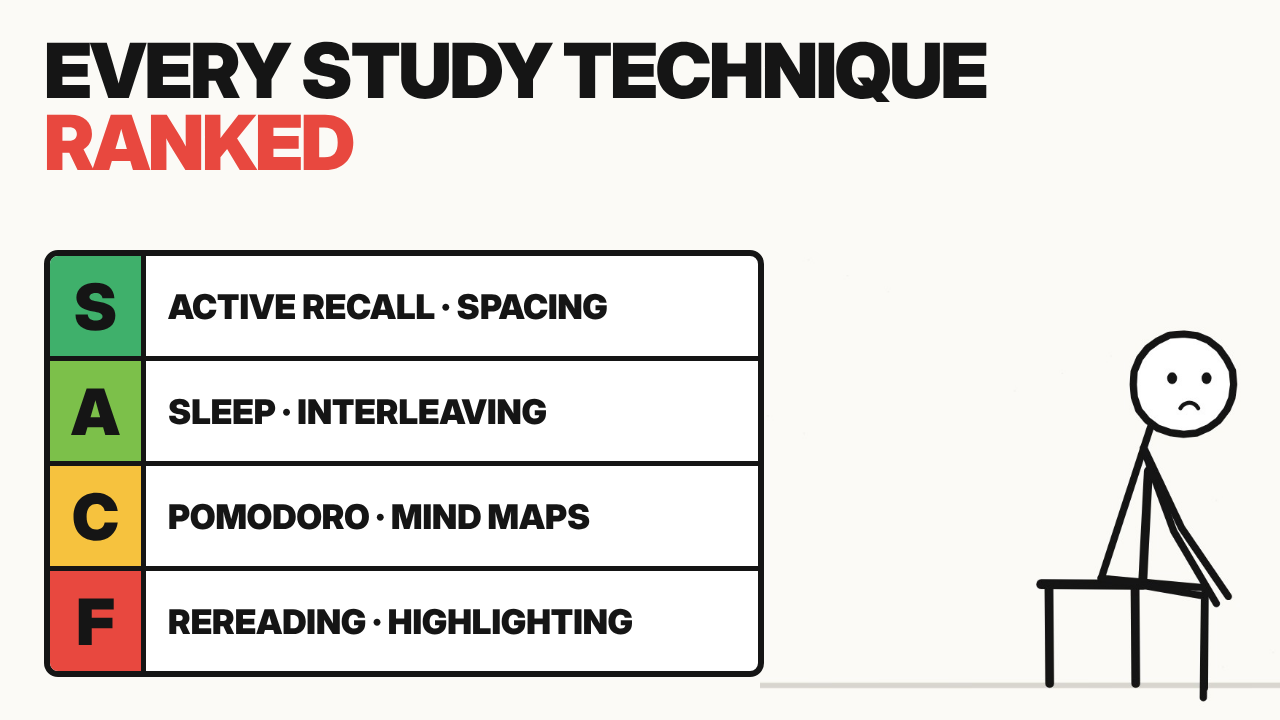 EVERY STUDY TECHNIQUE
RANKED
S ACTIVE RECALL · SPACING
A SLEEP · INTERLEAVING
C POMODORO · MIND MAPS
F REREADING · HIGHLIGHTING